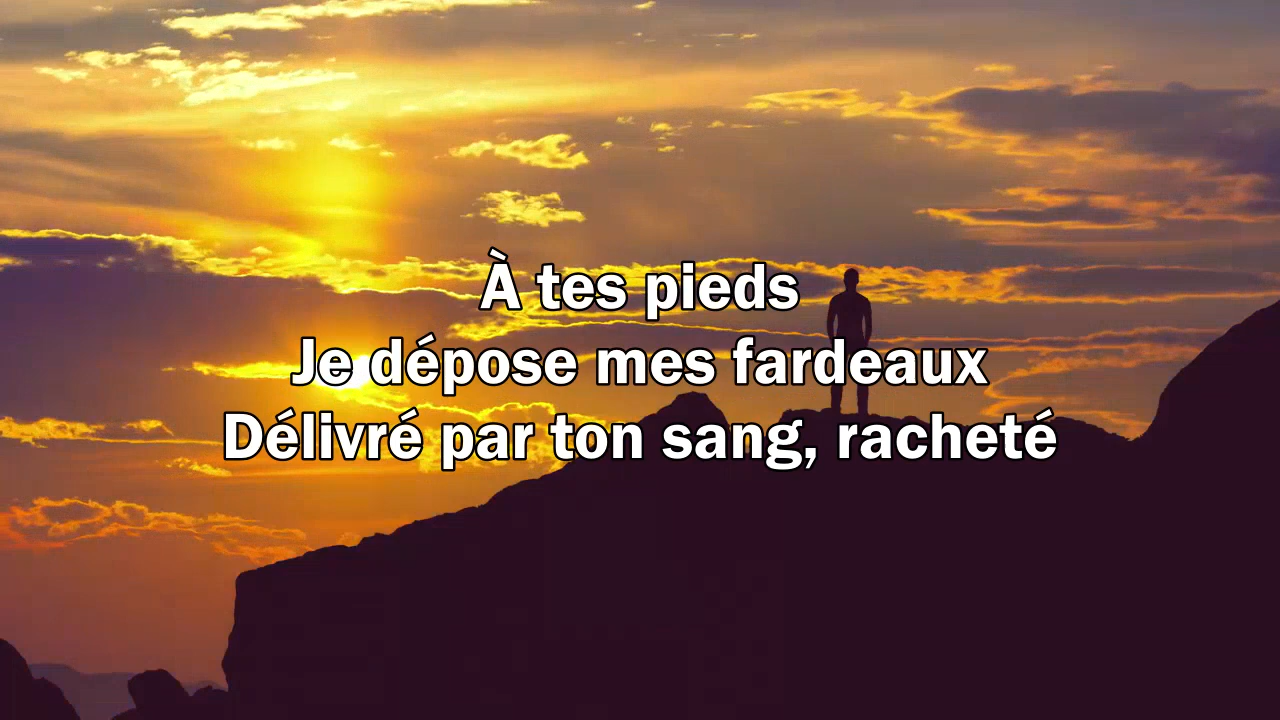 À tes pieds
Je dépose mes fardeaux
Délivré par ton sang, racheté